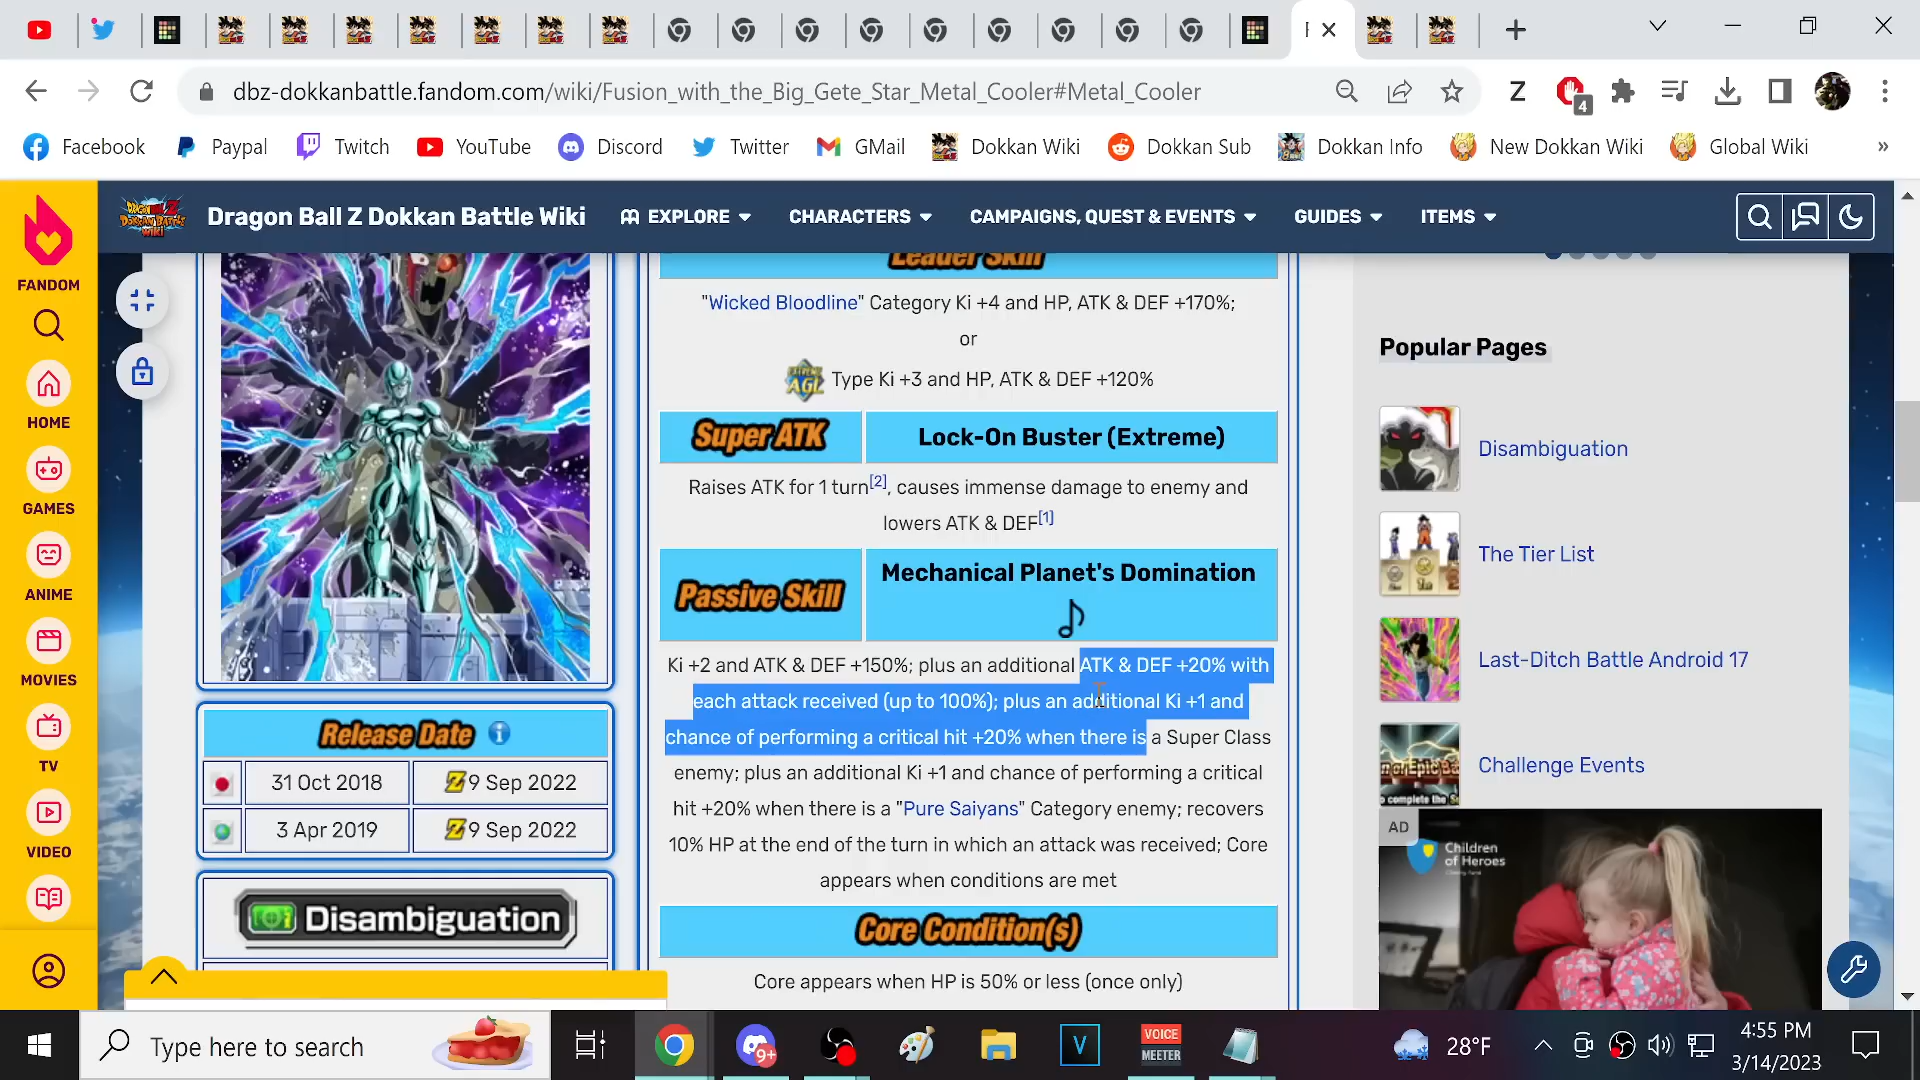 dbz-dokkanbattle.fandom.com/wiki/Fusion_with_the_Big_Gete_Star_Metal_Cooler#Metal_Cooler
Z
4
Facebook Paypal Twitch YouTube Discord Twitter GMail Dokkan Wiki Dokkan Sub Dokkan Info New Dokkan Wiki Global Wiki »
Dragon Ball Z Dokkan Battle Wiki EXPLORE CHARACTERS CAMPAIGNS, QUEST & EVENTS GUIDES ITEMS
FANDOM
HOME
GAMES
ANIME
MOVIES
TV
VIDEO
Release Date
31 Oct 2018 Z 9 Sep 2022
3 Apr 2019 Z 9 Sep 2022
Disambiguation
Leader Skill
"Wicked Bloodline" Category Ki +4 and HP, ATK & DEF +170%;
or
AGL Type Ki +3 and HP, ATK & DEF +120%
Super ATK Lock-On Buster (Extreme)
Raises ATK for 1 turn[2], causes immense damage to enemy and
lowers ATK & DEF[1]
Passive Skill Mechanical Planet's Domination
Ki +2 and ATK & DEF +150%; plus an additional ATK & DEF +20% with
each attack received (up to 100%); plus an additional Ki +1 and
chance of performing a critical hit +20% when there is a Super Class
enemy; plus an additional Ki +1 and chance of performing a critical
hit +20% when there is a "Pure Saiyans" Category enemy; recovers
10% HP at the end of the turn in which an attack was received; Core
appears when conditions are met
Core Condition(s)
Core appears when HP is 50% or less (once only)
Popular Pages
Disambiguation
The Tier List
Last-Ditch Battle Android 17
Challenge Events
AD
Children
of Heroes
Type here to search
9+
V
VOICE
MEETER
28°F
4:55 PM
3/14/2023